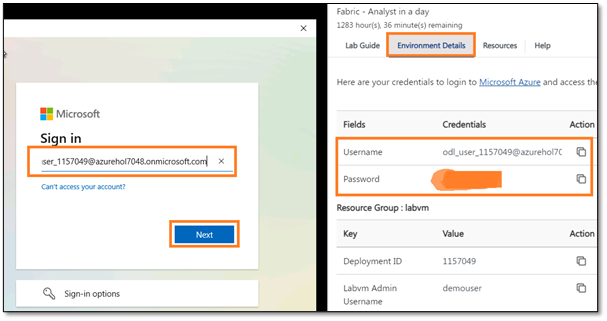 Microsoft
Sign in
user_1157049@azurehol7048.onmicrosoft.com
Can't access your account?
Next
Sign-in options
Fabric - Analyst in a day
1283 hour(s), 36 minute(s) remaining
Lab Guide Environment Details Resources Help
Here are your credentials to login to Microsoft Azure and access the
Fields Credentials Action
Username odl_user_1157049@azurehol70
Password
Resource Group : labvm
Key Value Action
Deployment ID 1157049
Labvm Admin demouser
Username